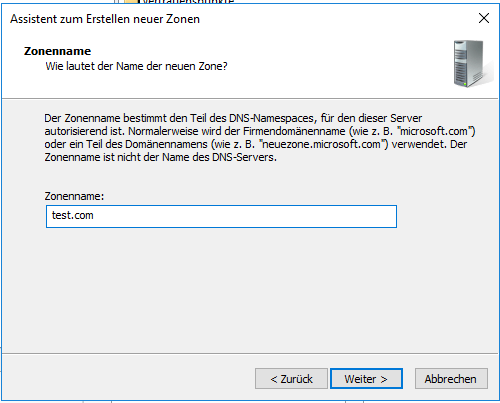 Vertrauenspunkte
Assistent zum Erstellen neuer Zonen
Zonenname
Wie lautet der Name der neuen Zone?
Der Zonenname bestimmt den Teil des DNS-Namespaces, für den dieser Server
autorisierend ist. Normalerweise wird der Firmendomänenname (wie z. B. "microsoft.com")
oder ein Teil des Domänennamens (wie z. B. "neuezone.microsoft.com") verwendet. Der
Zonenname ist nicht der Name des DNS-Servers.
Zonenname:
test.com
< Zurück Weiter > Abbrechen